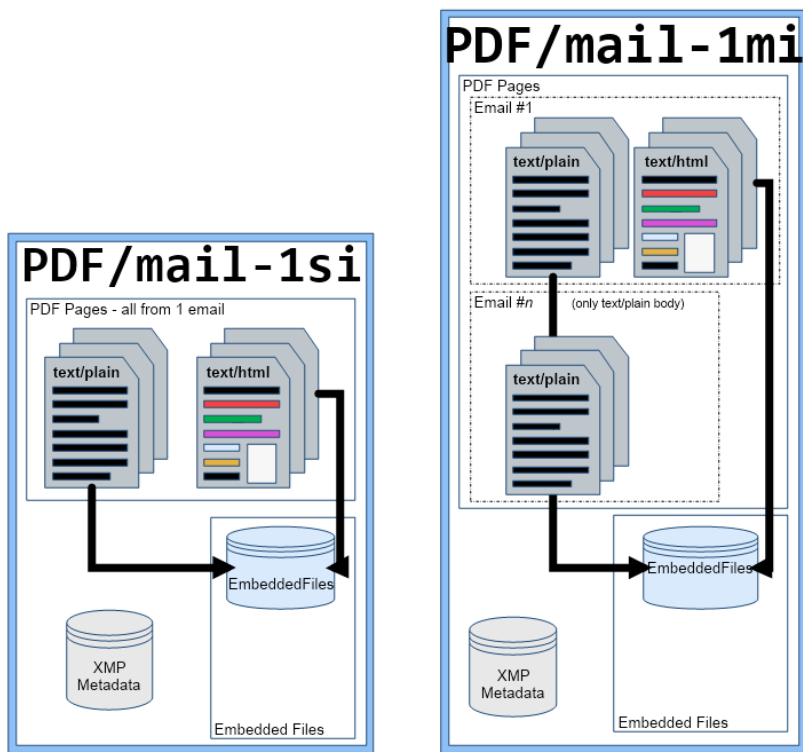 PDF/mail-1si
PDF Pages - all from 1 email
text/plain
text/html
EmbeddedFiles
XMP
Metadata
Embedded Files
PDF/mail-1mi
PDF Pages
Email #1
text/plain
text/html
Email #n
(only text/plain body)
text/plain
EmbeddedFiles
XMP
Metadata
Embedded Files